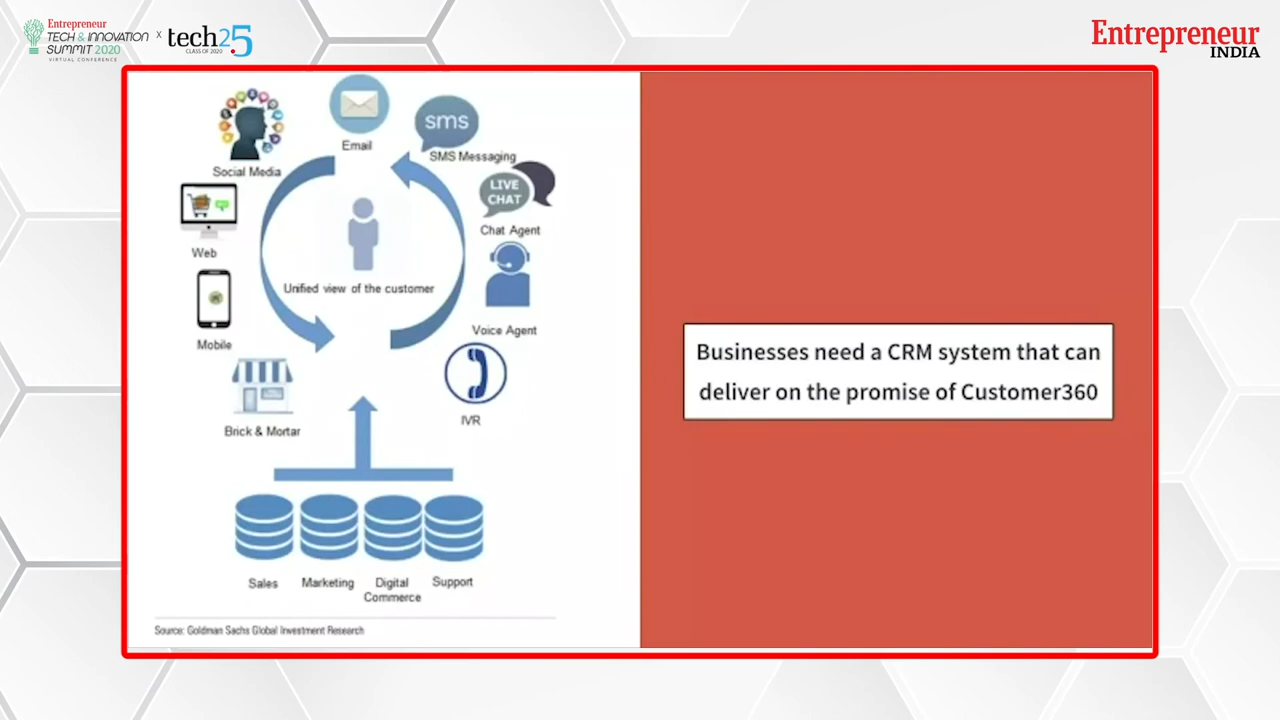 Entrepreneur
TECH & INNOVATION
SUMMIT 2020
VIRTUAL CONFERENCE
x
tech25
CLASS OF 2020
Entrepreneur
INDIA
Email
sms
SMS Messaging
Social Media
LIVE
CHAT
Chat Agent
Web
Unified view of the customer
Voice Agent
Mobile
IVR
Brick & Mortar
Sales
Marketing
Digital
Commerce
Support
Source: Goldman Sachs Global Investment Research
Businesses need a CRM system that can
deliver on the promise of Customer360